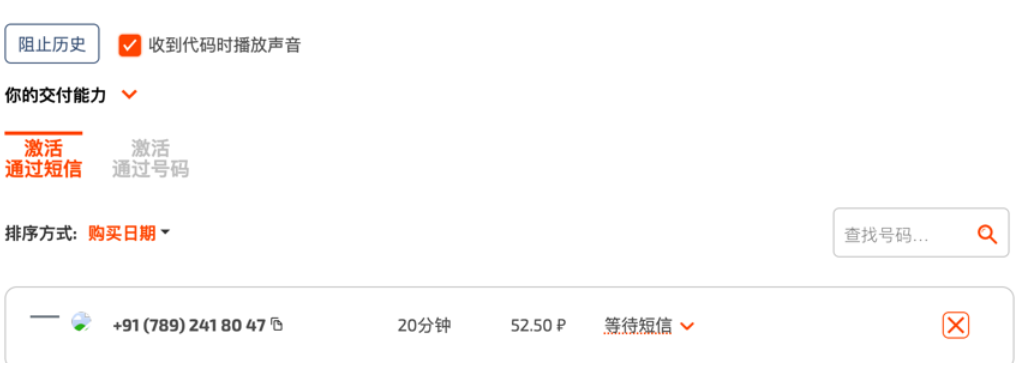 阻止历史 收到代码时播放声音
你的交付能力
激活 激活
通过短信 通过号码
排序方式: 购买日期 查找号码...
+91 (789) 241 80 47 20分钟 52.50 ₽ 等待短信